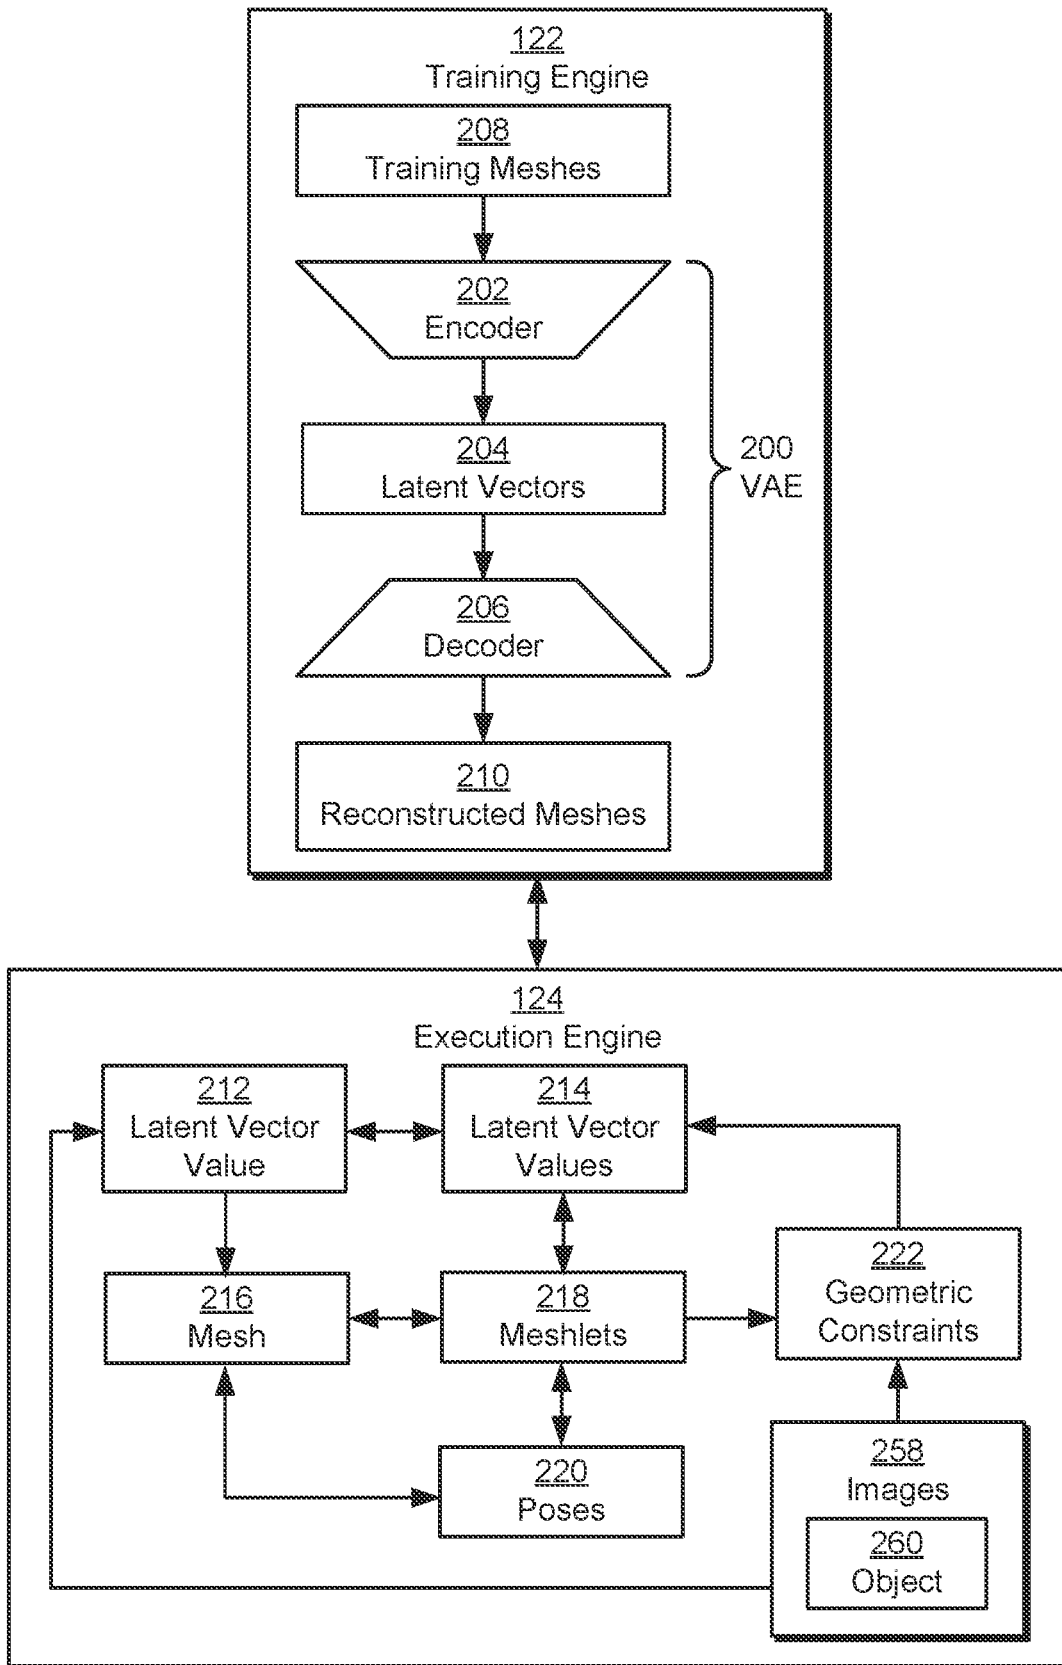 122
Training Engine
208
Training Meshes
202
Encoder
204
Latent Vectors
200
VAE
206
Decoder
210
Reconstructed Meshes
124
Execution Engine
212
Latent Vector
Value
214
Latent Vector
Values
216
Mesh
218
Meshlets
222
Geometric
Constraints
220
Poses
258
Images
260
Object